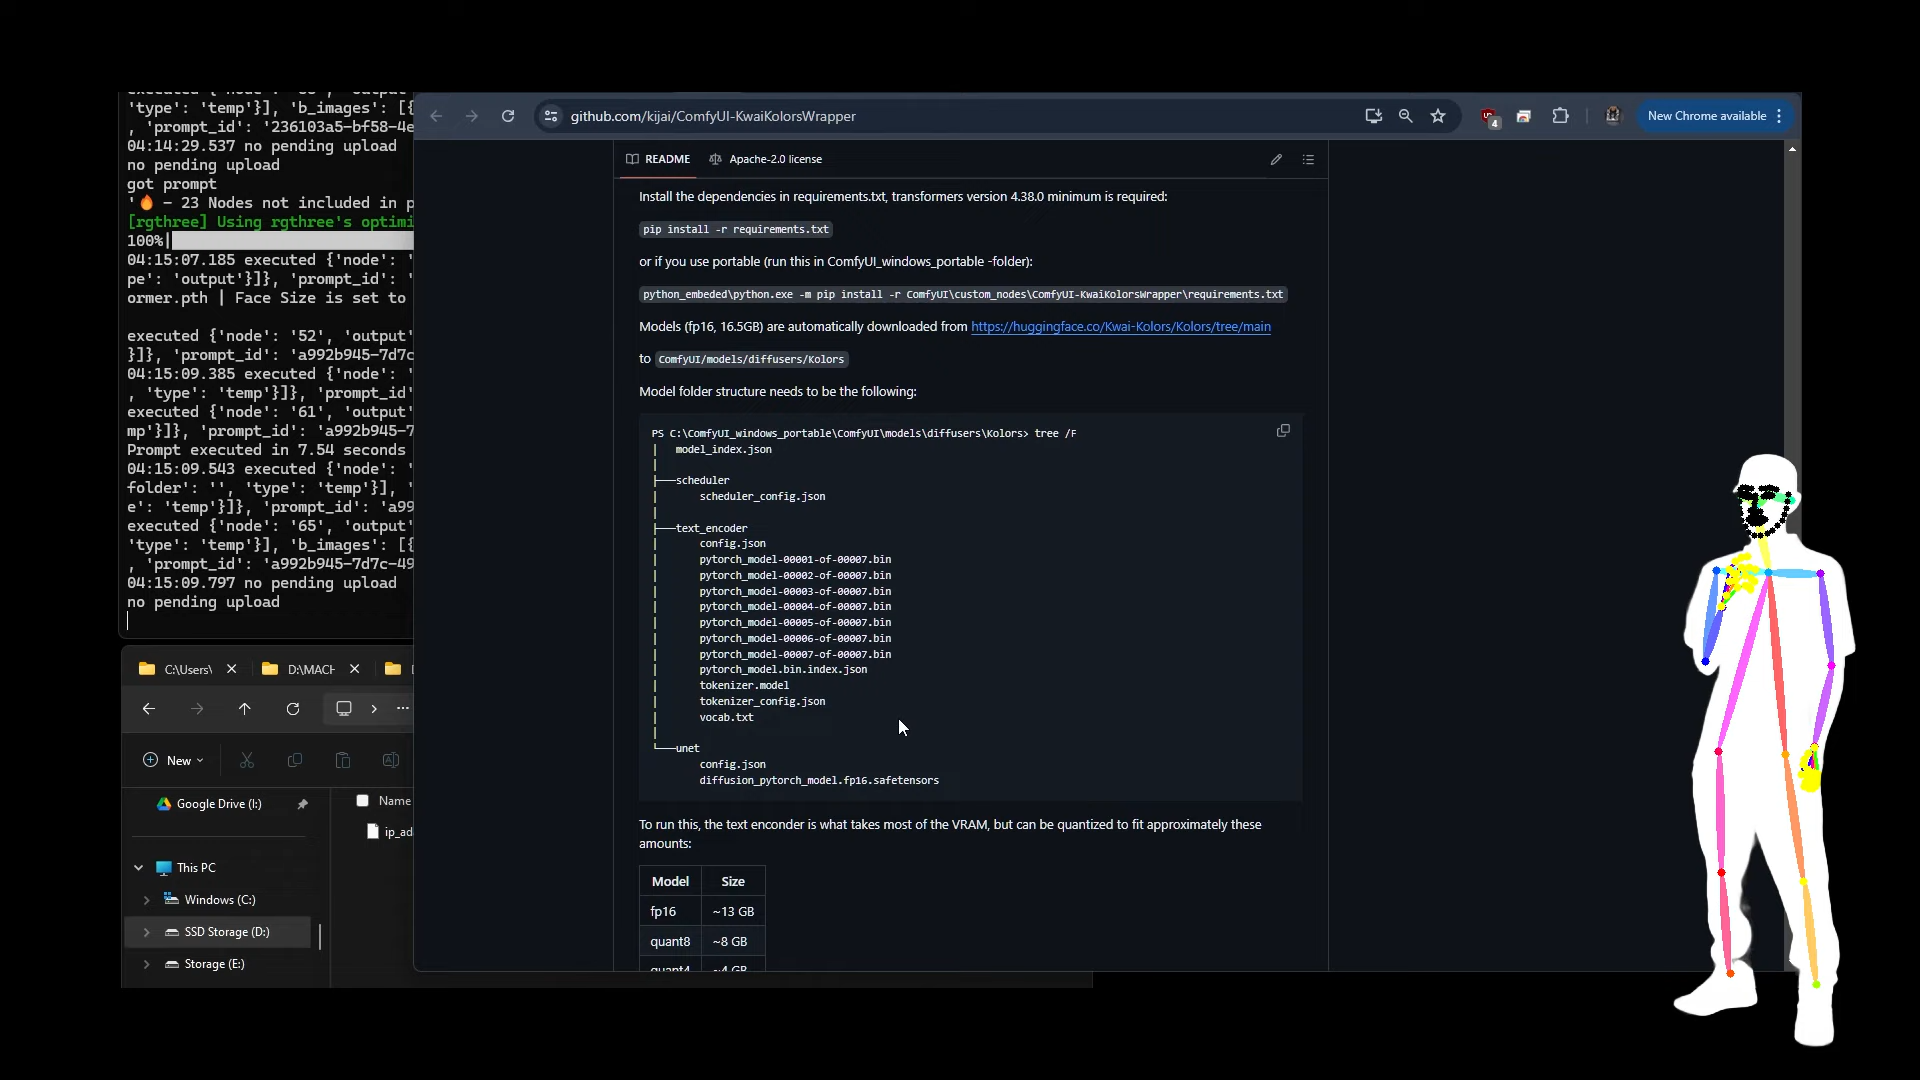 'type': 'temp'}], 'b_images': [{
, 'prompt_id': '236103a5-bf58-4e
04:14:29.537 no pending upload
no pending upload
got prompt
'🔥 - 23 Nodes not included in p
[rgthree] Using rgthree's optimi
100%|
04:15:07.185 executed {'node': '
pe': 'output'}]}, 'prompt_id': '
ormer.pth | Face Size is set to
executed {'node': '52', 'output'
}]}, 'prompt_id': 'a992b945-7d7c
04:15:09.385 executed {'node': '
, 'type': 'temp'}]}, 'prompt_id'
executed {'node': '61', 'output'
mp'}]}, 'prompt_id': 'a992b945-7
Prompt executed in 7.54 seconds
04:15:09.543 executed {'node': '
folder': '', 'type': 'temp'}], '
e': 'temp'}]}, 'prompt_id': 'a99
executed {'node': '65', 'output'
'type': 'temp'}], 'b_images': [{
, 'prompt_id': 'a992b945-7d7c-49
04:15:09.797 no pending upload
no pending upload
C:\Users\
D:\MACH
New
Name
Google Drive (I:)
ip_ad
This PC
Windows (C:)
SSD Storage (D:)
Storage (E:)
github.com/kijai/ComfyUI-KwaiKolorsWrapper
4
New Chrome available
README
Apache-2.0 license
Install the dependencies in requirements.txt, transformers version 4.38.0 minimum is required:
pip install -r requirements.txt
or if you use portable (run this in ComfyUI_windows_portable -folder):
python_embeded\python.exe -m pip install -r ComfyUI\custom_nodes\ComfyUI-KwaiKolorsWrapper\requirements.txt
Models (fp16, 16.5GB) are automatically downloaded from https://huggingface.co/Kwai-Kolors/Kolors/tree/main
to ComfyUI/models/diffusers/Kolors
Model folder structure needs to be the following:
PS C:\ComfyUI_windows_portable\ComfyUI\models\diffusers\Kolors> tree /F
│   model_index.json
│
├───scheduler
│       scheduler_config.json
│
├───text_encoder
│       config.json
│       pytorch_model-00001-of-00007.bin
│       pytorch_model-00002-of-00007.bin
│       pytorch_model-00003-of-00007.bin
│       pytorch_model-00004-of-00007.bin
│       pytorch_model-00005-of-00007.bin
│       pytorch_model-00006-of-00007.bin
│       pytorch_model-00007-of-00007.bin
│       pytorch_model.bin.index.json
│       tokenizer.model
│       tokenizer_config.json
│       vocab.txt
│
└───unet
        config.json
        diffusion_pytorch_model.fp16.safetensors
To run this, the text enconder is what takes most of the VRAM, but can be quantized to fit approximately these
amounts:
Model Size
fp16 ~13 GB
quant8 ~8 GB
quant4 ~4 GB